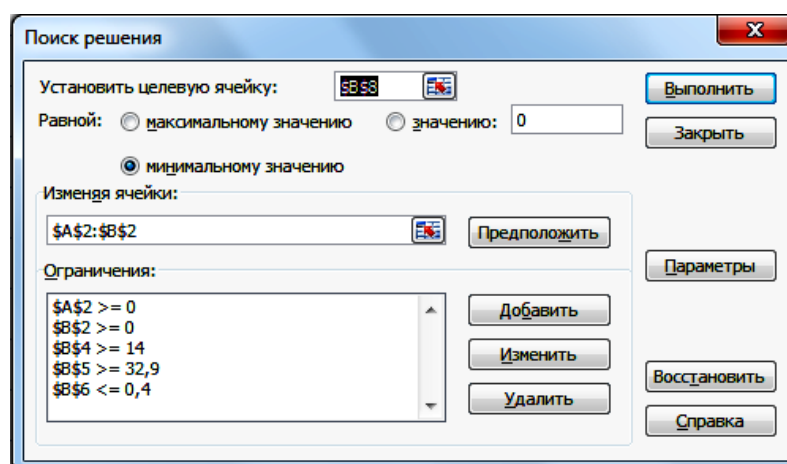 Поиск решения
Установить целевую ячейку: $B$8
Выполнить
Равной: максимальному значению значению: 0
Закрыть
минимальному значению
Изменяя ячейки:
$A$2:$B$2
Предположить
Ограничения:
Параметры
$A$2 >= 0
$B$2 >= 0
$B$4 >= 14
$B$5 >= 32,9
$B$6 <= 0,4
Добавить
Изменить
Удалить
Восстановить
Справка